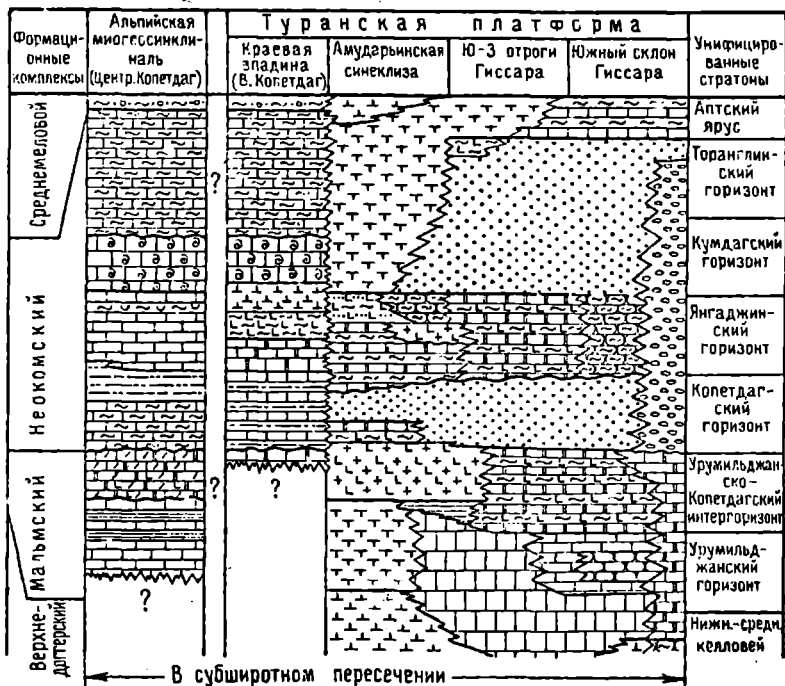 Формаци-
онные
комплексы
Альпийская
миогеосинкли-
наль
(Центр. Копетдаг)
Туранская платформа
Краевая
впадина
(В. Копетдаг)
Амударьинская
синеклиза
Ю-З отроги
Гиссара
Южный склон
Гиссара
Унифициро-
ванные
стратоны
Среднемеловой
Неокомский
Мальмский
Верхне-
доггерский
?
?
?
?
Аптский
ярус
Торанглин-
ский
горизонт
Кумдагский
горизонт
Янгаджин-
ский
горизонт
Копетдаг-
ский
горизонт
Урумильджан-
ско-
Копетдагский
интергоризонт
Урумильд-
жанский
горизонт
Нижн.-средн.
келловей
В субширотном пересечении